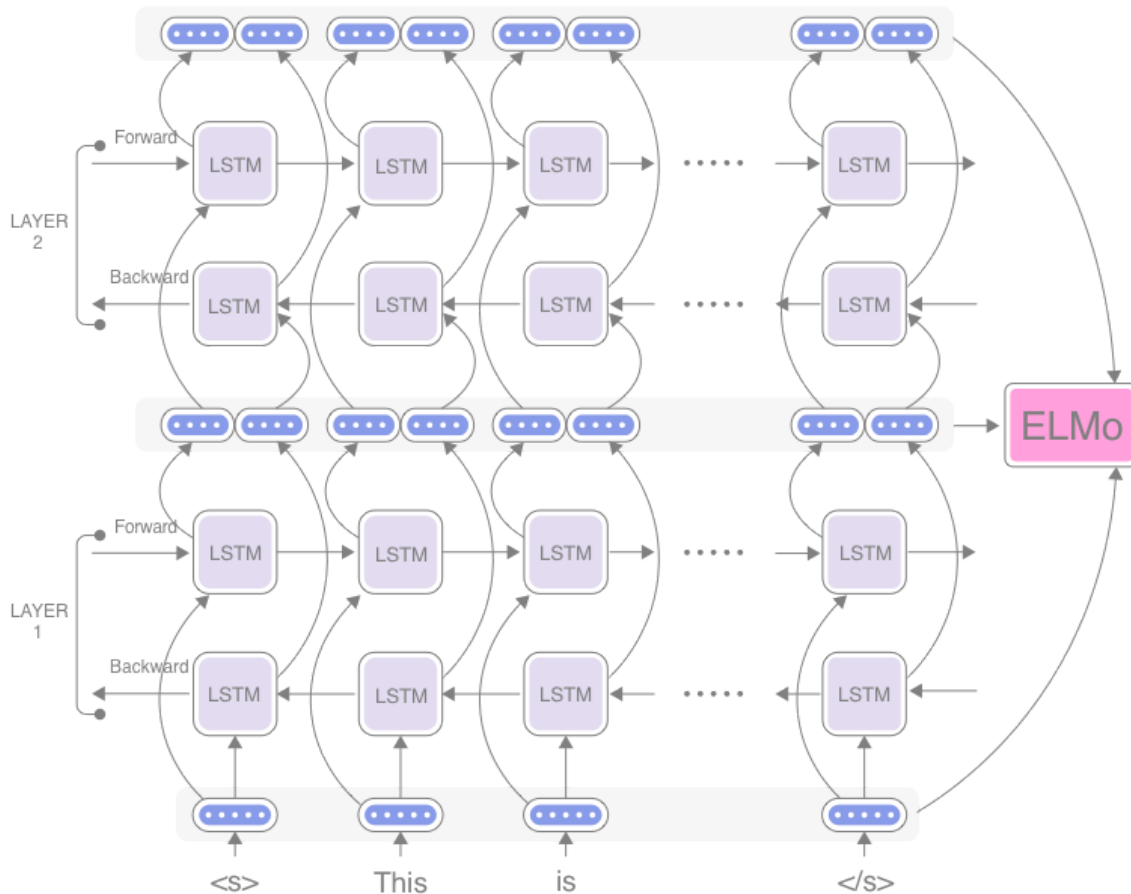 Forward
LSTM LSTM LSTM ..... LSTM
LAYER
2
Backward
LSTM LSTM LSTM ..... LSTM
ELMo
Forward
LSTM LSTM LSTM ..... LSTM
LAYER
1
Backward
LSTM LSTM LSTM ..... LSTM
<s> This is </s>